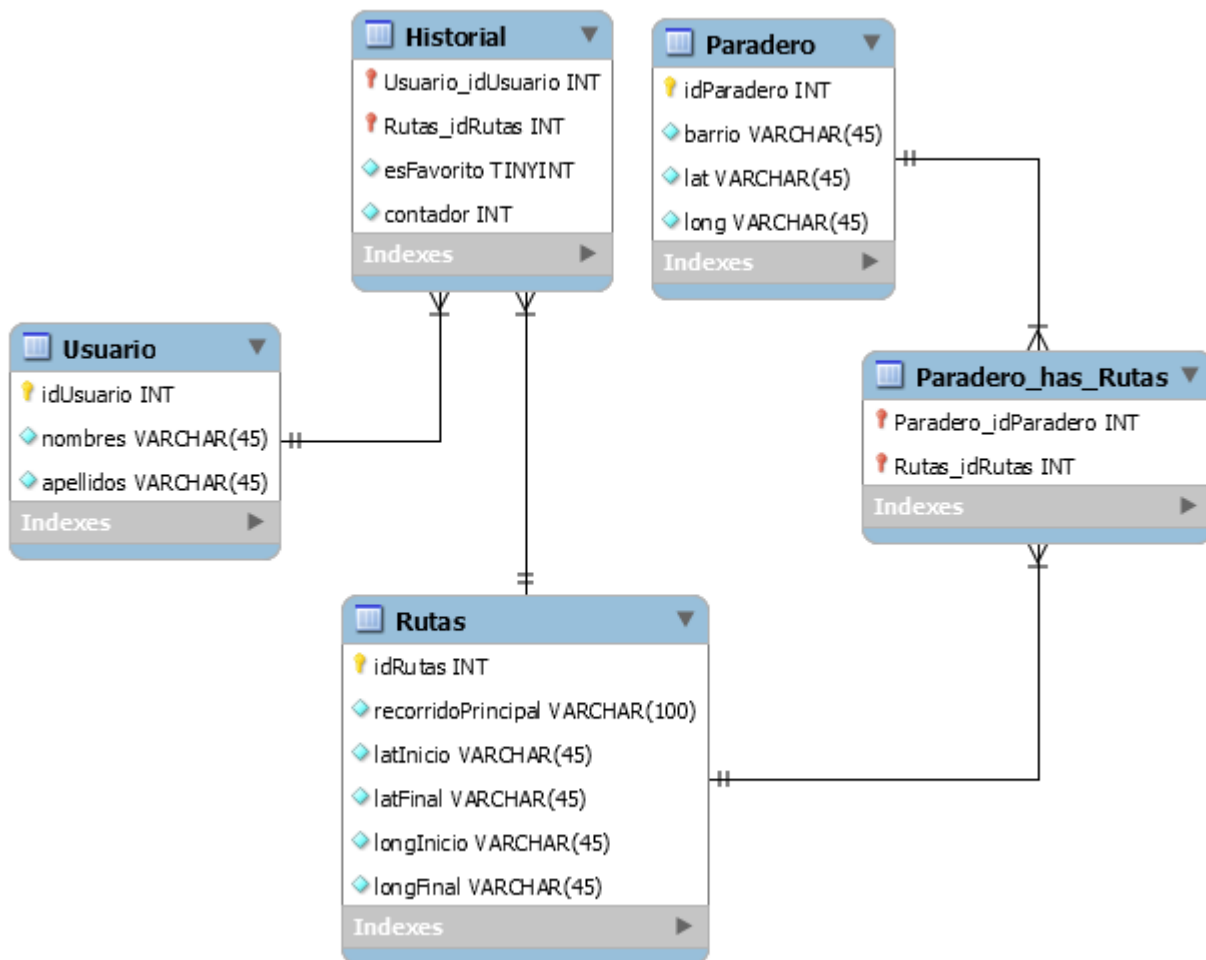 Historial
Usuario_idUsuario INT
Rutas_idRutas INT
esFavorito TINYINT
contador INT
Indexes
Paradero
idParadero INT
barrio VARCHAR(45)
lat VARCHAR(45)
long VARCHAR(45)
Indexes
Usuario
idUsuario INT
nombres VARCHAR(45)
apellidos VARCHAR(45)
Indexes
Paradero_has_Rutas
Paradero_idParadero INT
Rutas_idRutas INT
Indexes
Rutas
idRutas INT
recorridoPrincipal VARCHAR(100)
latInicio VARCHAR(45)
latFinal VARCHAR(45)
longInicio VARCHAR(45)
longFinal VARCHAR(45)
Indexes